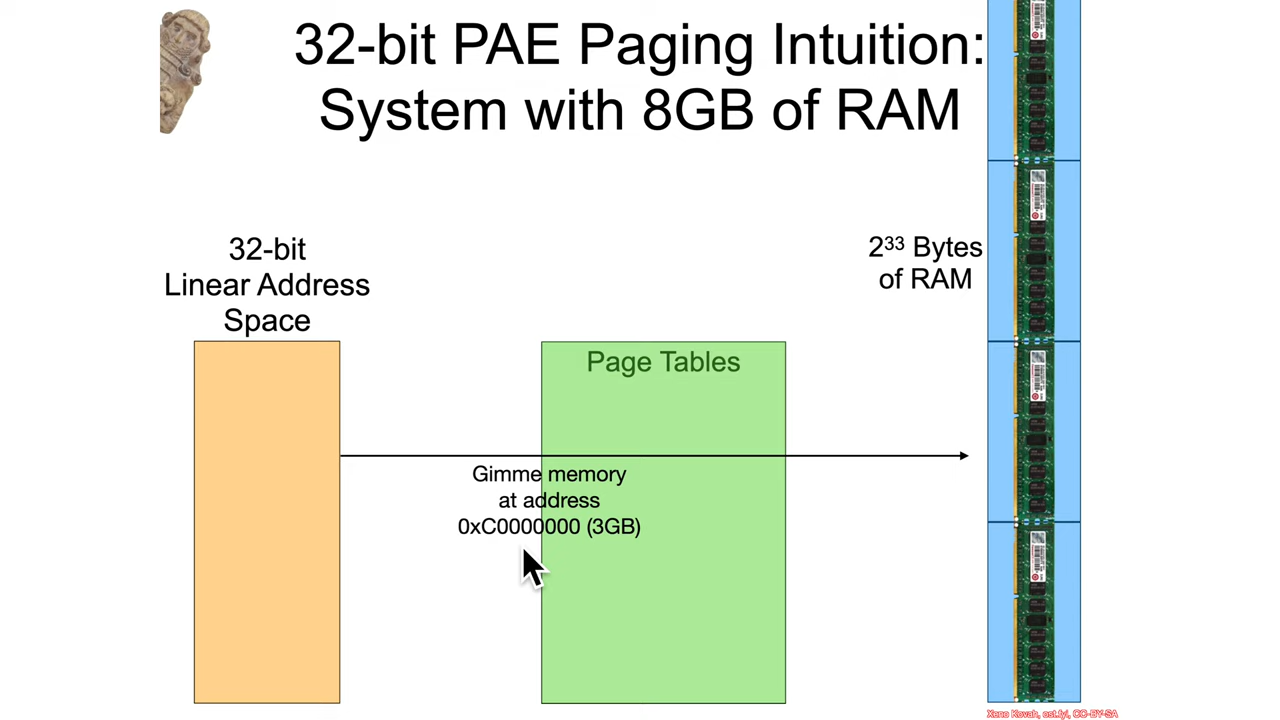 32-bit PAE Paging Intuition:
System with 8GB of RAM
32-bit
Linear Address
Space
2³³ Bytes
of RAM
Page Tables
Gimme memory
at address
0xC0000000 (3GB)
Xeno Kovah, ost.fyi, CC-BY-SA